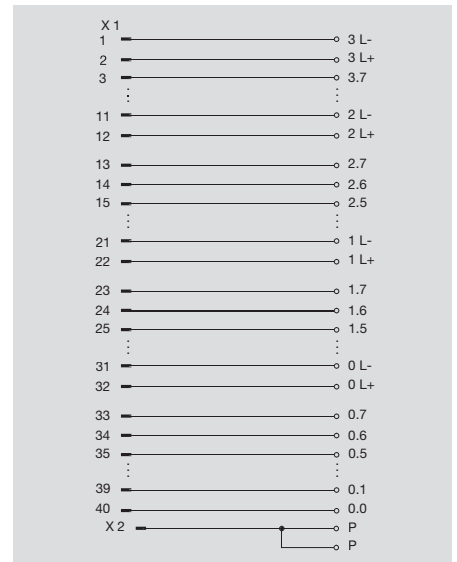 X 1
1 3 L-
2 3 L+
3 3.7
11 2 L-
12 2 L+
13 2.7
14 2.6
15 2.5
21 1 L-
22 1 L+
23 1.7
24 1.6
25 1.5
31 0 L-
32 0 L+
33 0.7
34 0.6
35 0.5
39 0.1
40 0.0
X 2 P
P